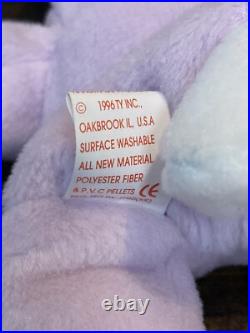 © 1996 TY INC.,
OAKBROOK IL, U.S.A
SURFACE WASHABLE
ALL NEW MATERIAL
POLYESTER FIBER
& P.V.C PELLETS CE